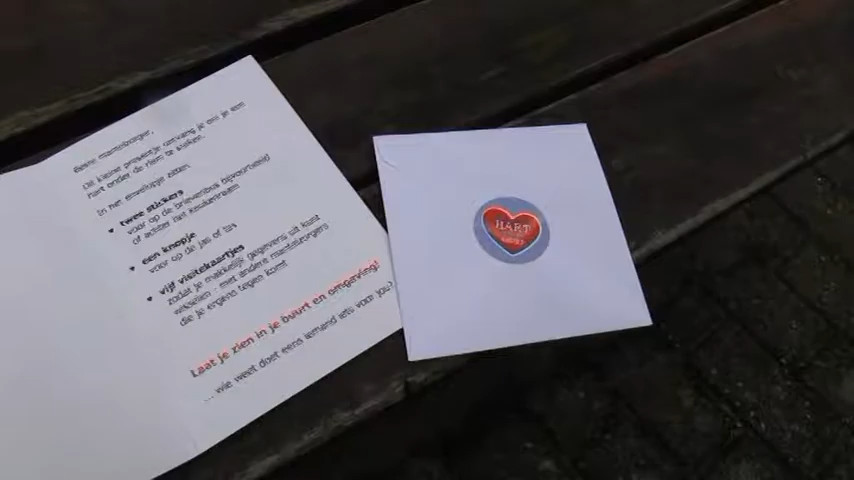 Beste mantelzorger,
Dit kleine presentje ontvang je om je een
hart onder de riem te steken.
In het envelopje zitten:
• twee stickers
voor op de brievenbus bijvoorbeeld
of achter het keukenraam
• een knopje
voor op de jas of tas
• vijf visitekaartjes
zodat je makkelijk gegevens uit kunt
wisselen - met andere mantelzorgers
die je ergens tegen komt
Laat je zien in je buurt en omgeving!
... wie weet doet eens iemand iets voor jou?
HART